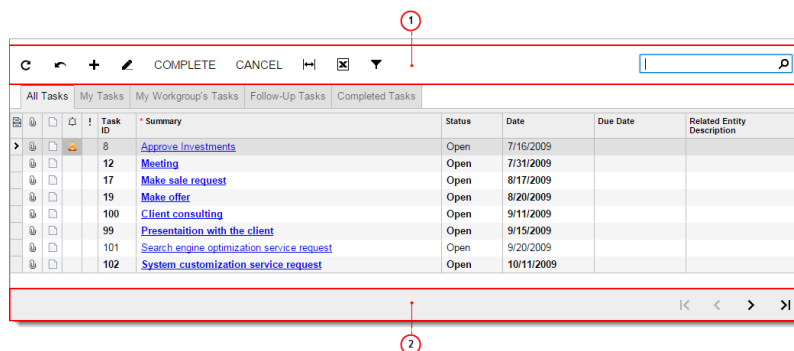 1
COMPLETE CANCEL
All Tasks My Tasks My Workgroup's Tasks Follow-Up Tasks Completed Tasks
! Task ID * Summary Status Date Due Date Related Entity Description
8 Approve Investments Open 7/16/2009
12 Meeting Open 7/31/2009
17 Make sale request Open 8/17/2009
19 Make offer Open 8/20/2009
100 Client consulting Open 9/11/2009
99 Presentaition with the client Open 9/15/2009
101 Search engine optimization service request Open 9/20/2009
102 System customization service request Open 10/11/2009
2